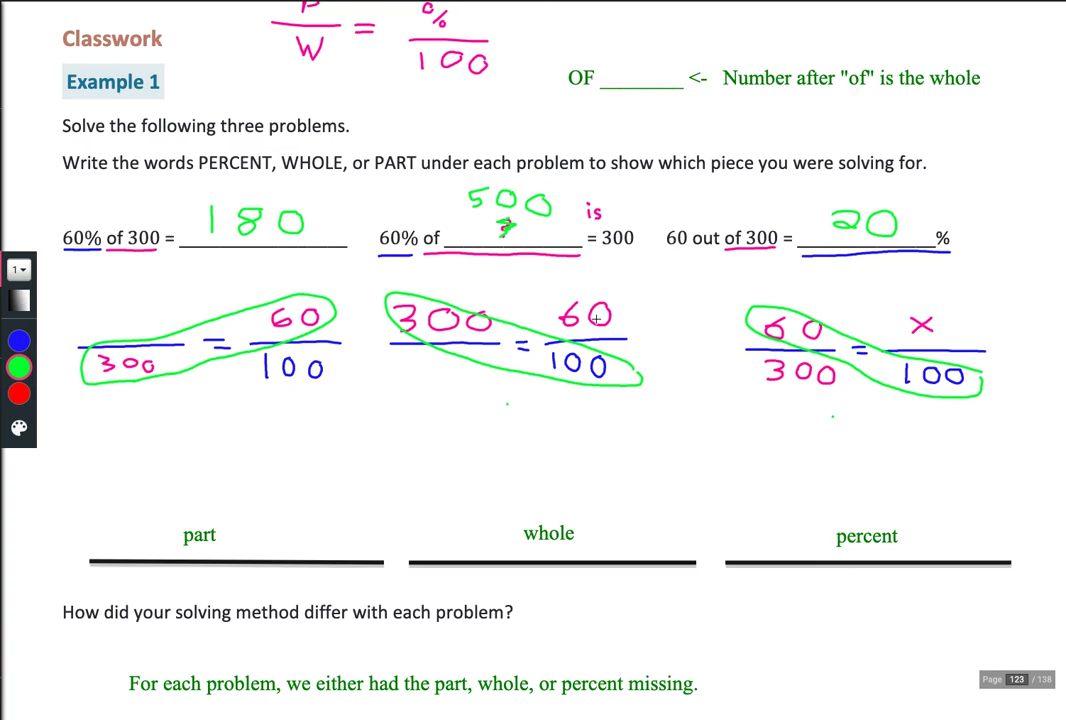 P
W
=
%
100
Classwork
Example 1
OF ________ <- Number after "of" is the whole
Solve the following three problems.
Write the words PERCENT, WHOLE, or PART under each problem to show which piece you were solving for.
180
500
?
is
20
60% of 300 = ____________________
60% of ________________ = 300
60 out of 300 = ________________%
60
300 = 100
300 60
= 100
60 x
300 = 100
part
whole
percent
How did your solving method differ with each problem?
For each problem, we either had the part, whole, or percent missing.
1
Page 123 / 138